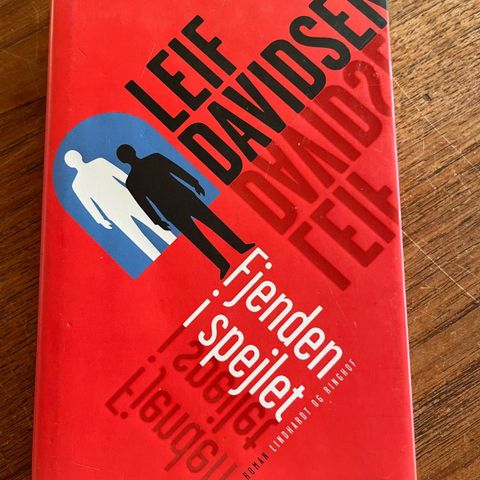 LEIF
DAVIDSEN
Fjenden
i spejlet
ROMAN LINDHARDT OG RINGHOF